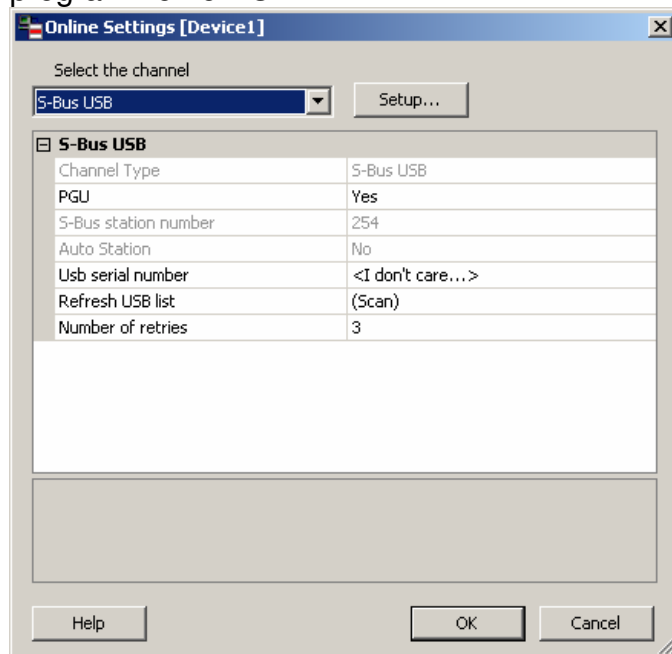 Online Settings [Device1]
Select the channel
S-Bus USB
Setup...
S-Bus USB
Channel Type S-Bus USB
PGU Yes
S-Bus station number 254
Auto Station No
Usb serial number <I don't care...>
Refresh USB list (Scan)
Number of retries 3
Help OK Cancel